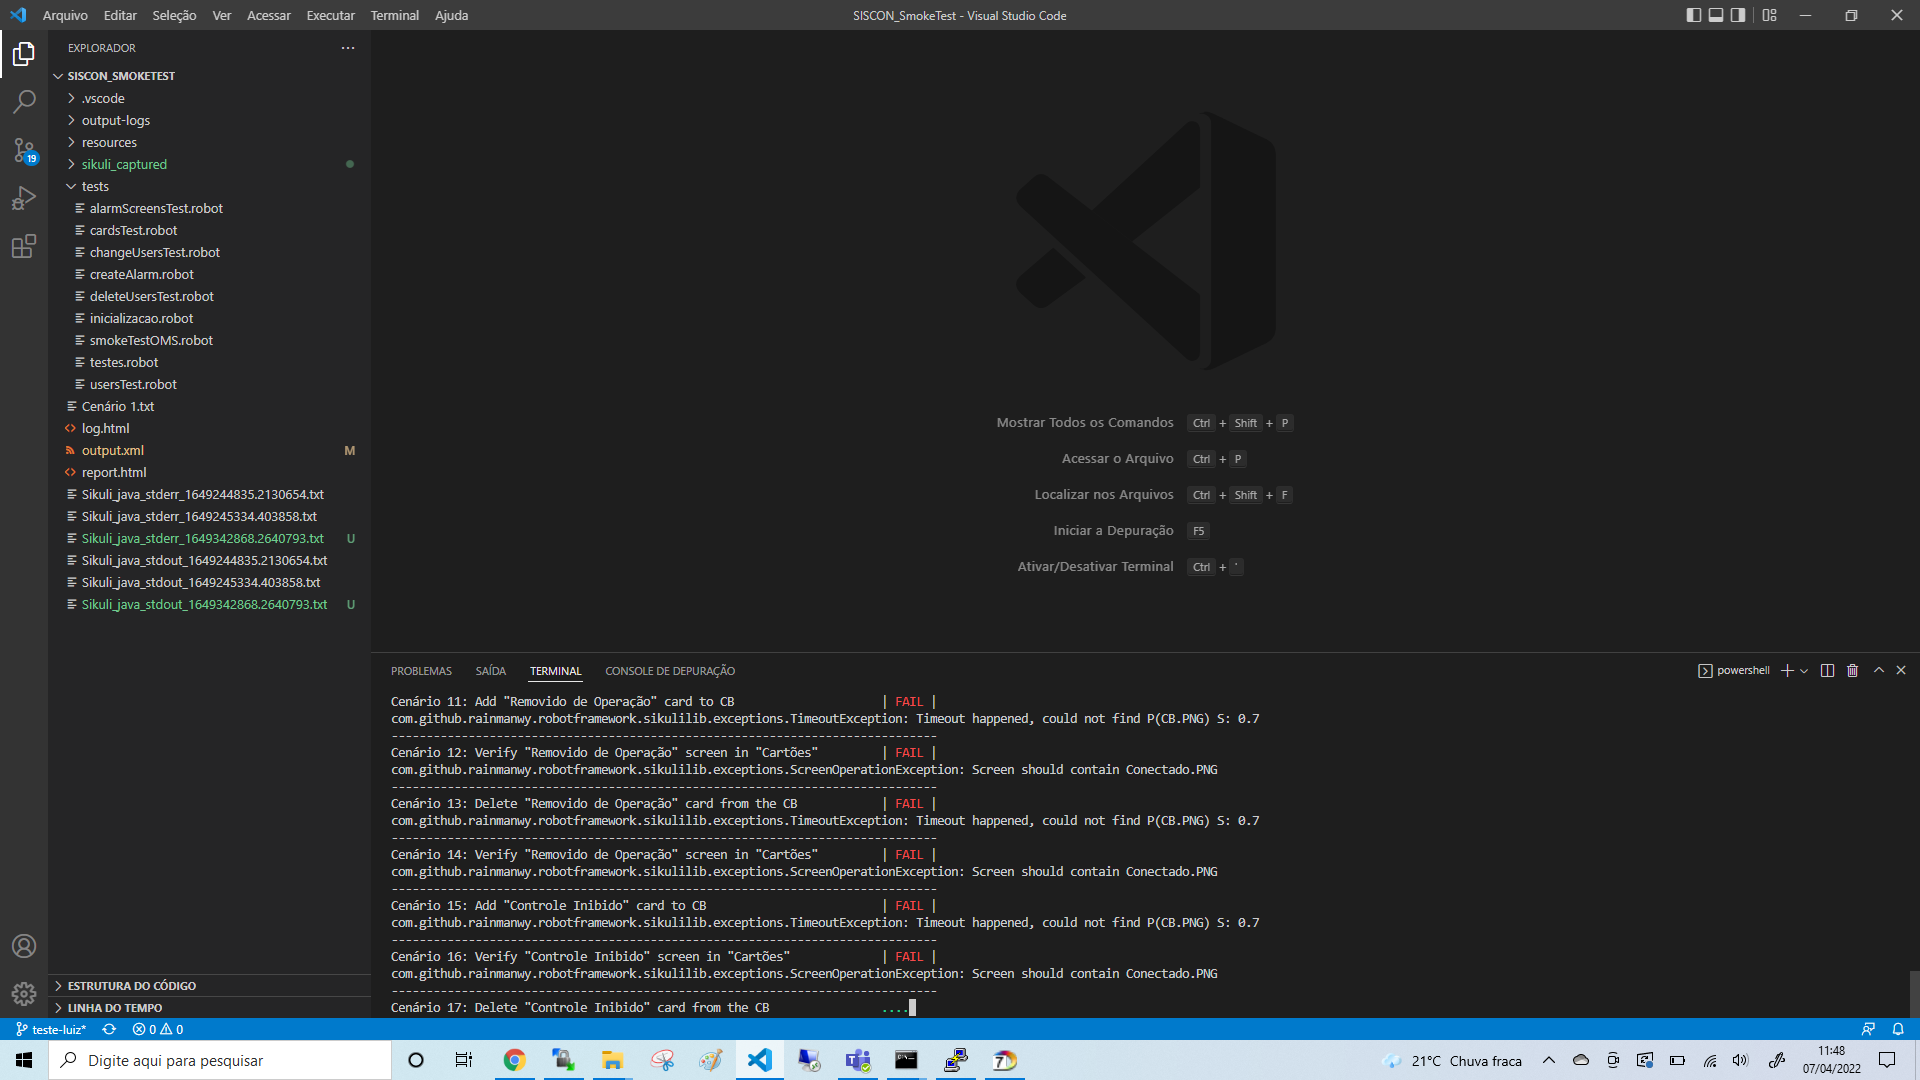 Arquivo Editar Seleção Ver Acessar Executar Terminal Ajuda
SISCON_SmokeTest - Visual Studio Code
EXPLORADOR
SISCON_SMOKETEST
.vscode
output-logs
resources
sikuli_captured
tests
alarmScreensTest.robot
cardsTest.robot
changeUsersTest.robot
createAlarm.robot
deleteUsersTest.robot
inicializacao.robot
smokeTestOMS.robot
testes.robot
usersTest.robot
Cenário 1.txt
log.html
output.xml M
report.html
Sikuli_java_stderr_1649244835.2130654.txt
Sikuli_java_stderr_1649245334.403858.txt
Sikuli_java_stderr_1649342868.2640793.txt U
Sikuli_java_stdout_1649244835.2130654.txt
Sikuli_java_stdout_1649245334.403858.txt
Sikuli_java_stdout_1649342868.2640793.txt U
19
ESTRUTURA DO CÓDIGO
LINHA DO TEMPO
Mostrar Todos os Comandos Ctrl + Shift + P
Acessar o Arquivo Ctrl + P
Localizar nos Arquivos Ctrl + Shift + F
Iniciar a Depuração F5
Ativar/Desativar Terminal Ctrl + '
PROBLEMAS SAÍDA TERMINAL CONSOLE DE DEPURAÇÃO
powershell
Cenário 11: Add "Removido de Operação" card to CB | FAIL |
com.github.rainmanwy.robotframework.sikulilib.exceptions.TimeoutException: Timeout happened, could not find P(CB.PNG) S: 0.7
------------------------------------------------------------------------------
Cenário 12: Verify "Removido de Operação" screen in "Cartões" | FAIL |
com.github.rainmanwy.robotframework.sikulilib.exceptions.ScreenOperationException: Screen should contain Conectado.PNG
------------------------------------------------------------------------------
Cenário 13: Delete "Removido de Operação" card from the CB | FAIL |
com.github.rainmanwy.robotframework.sikulilib.exceptions.TimeoutException: Timeout happened, could not find P(CB.PNG) S: 0.7
------------------------------------------------------------------------------
Cenário 14: Verify "Removido de Operação" screen in "Cartões" | FAIL |
com.github.rainmanwy.robotframework.sikulilib.exceptions.ScreenOperationException: Screen should contain Conectado.PNG
------------------------------------------------------------------------------
Cenário 15: Add "Controle Inibido" card to CB | FAIL |
com.github.rainmanwy.robotframework.sikulilib.exceptions.TimeoutException: Timeout happened, could not find P(CB.PNG) S: 0.7
------------------------------------------------------------------------------
Cenário 16: Verify "Controle Inibido" screen in "Cartões" | FAIL |
com.github.rainmanwy.robotframework.sikulilib.exceptions.ScreenOperationException: Screen should contain Conectado.PNG
------------------------------------------------------------------------------
Cenário 17: Delete "Controle Inibido" card from the CB ....
teste-luiz* 0 0
Digite aqui para pesquisar
21°C Chuva fraca
11:48
07/04/2022